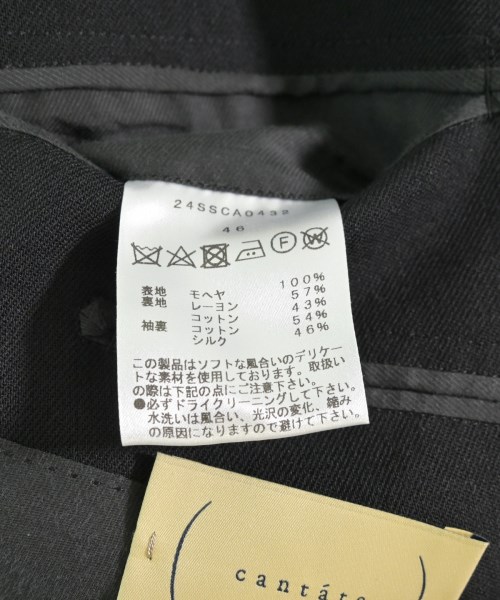 24SSCA0432
46
F W
表地 モヘヤ 100%
裏地 レーヨン 57%
コットン 43%
袖裏 コットン 54%
シルク 46%
この製品はソフトな風合いのデリケー
トな素材を使用しております。取扱い
の際は下記の点にご注意下さい。
●必ずドライクリーニングして下さい。
水洗いは風合い、光沢の変化、縮み
の原因になりますので避けて下さい。